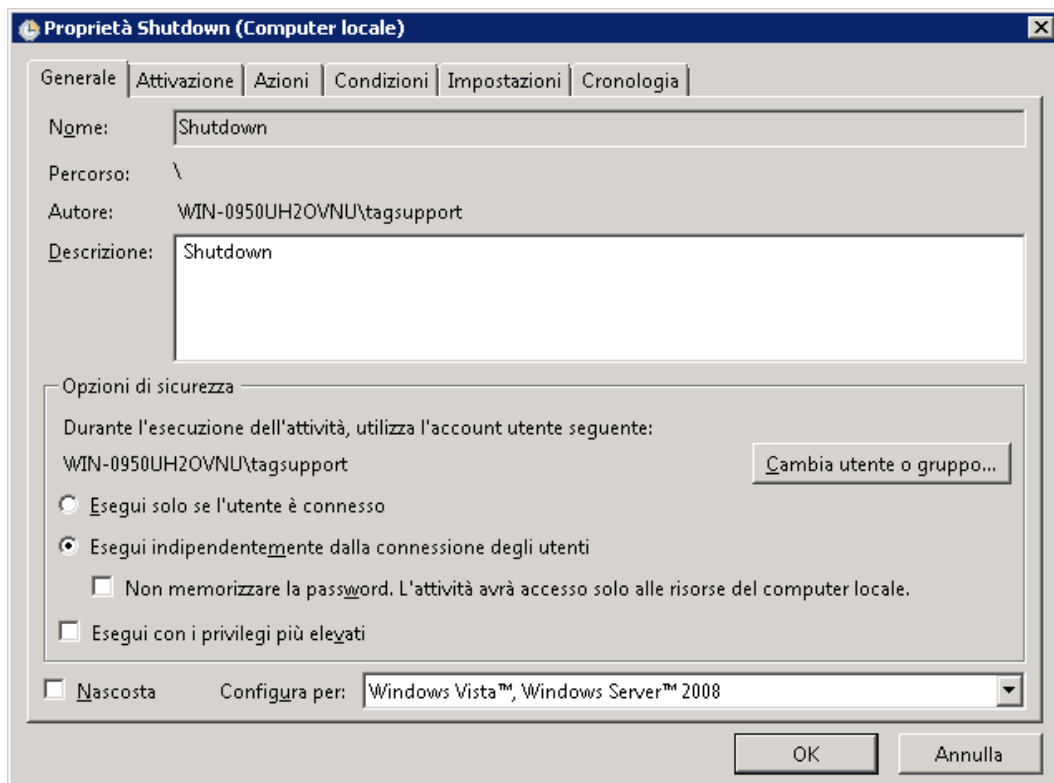 Proprietà Shutdown (Computer locale)
Generale Attivazione Azioni Condizioni Impostazioni Cronologia
Nome: Shutdown
Percorso: \
Autore: WIN-0950UH2OVNU\tagsupport
Descrizione: Shutdown
Opzioni di sicurezza
Durante l'esecuzione dell'attività, utilizza l'account utente seguente:
WIN-0950UH2OVNU\tagsupport Cambia utente o gruppo...
Esegui solo se l'utente è connesso
Esegui indipendentemente dalla connessione degli utenti
Non memorizzare la password. L'attività avrà accesso solo alle risorse del computer locale.
Esegui con i privilegi più elevati
Nascosta Configura per: Windows Vista™, Windows Server™ 2008
OK Annulla